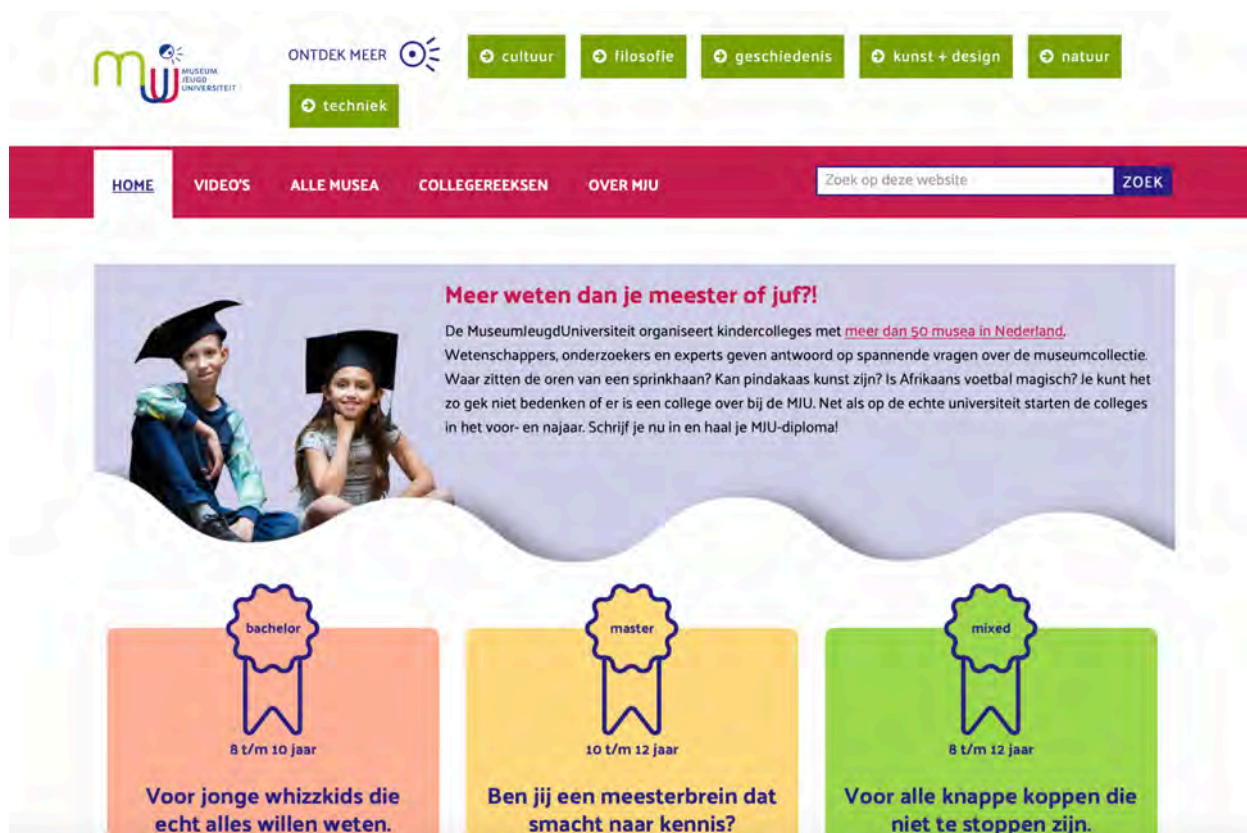 MUSEUM
JEUGD
UNIVERSITEIT
ONTDEK MEER
cultuur
filosofie
geschiedenis
kunst + design
natuur
techniek
HOME
VIDEO'S
ALLE MUSEA
COLLEGEREEKSEN
OVER MJU
Zoek op deze website
ZOEK
Meer weten dan je meester of juf?!
De MuseumJeugdUniversiteit organiseert kindercolleges met meer dan 50 musea in Nederland.
Wetenschappers, onderzoekers en experts geven antwoord op spannende vragen over de museumcollectie.
Waar zitten de oren van een sprinkhaan? Kan pindakaas kunst zijn? Is Afrikaans voetbal magisch? Je kunt het
zo gek niet bedenken of er is een college over bij de MJU. Net als op de echte universiteit starten de colleges
in het voor- en najaar. Schrijf je nu in en haal je MJU-diploma!
bachelor
8 t/m 10 jaar
Voor jonge whizzkids die
echt alles willen weten.
master
10 t/m 12 jaar
Ben jij een meesterbrein dat
smacht naar kennis?
mixed
8 t/m 12 jaar
Voor alle knappe koppen die
niet te stoppen zijn.